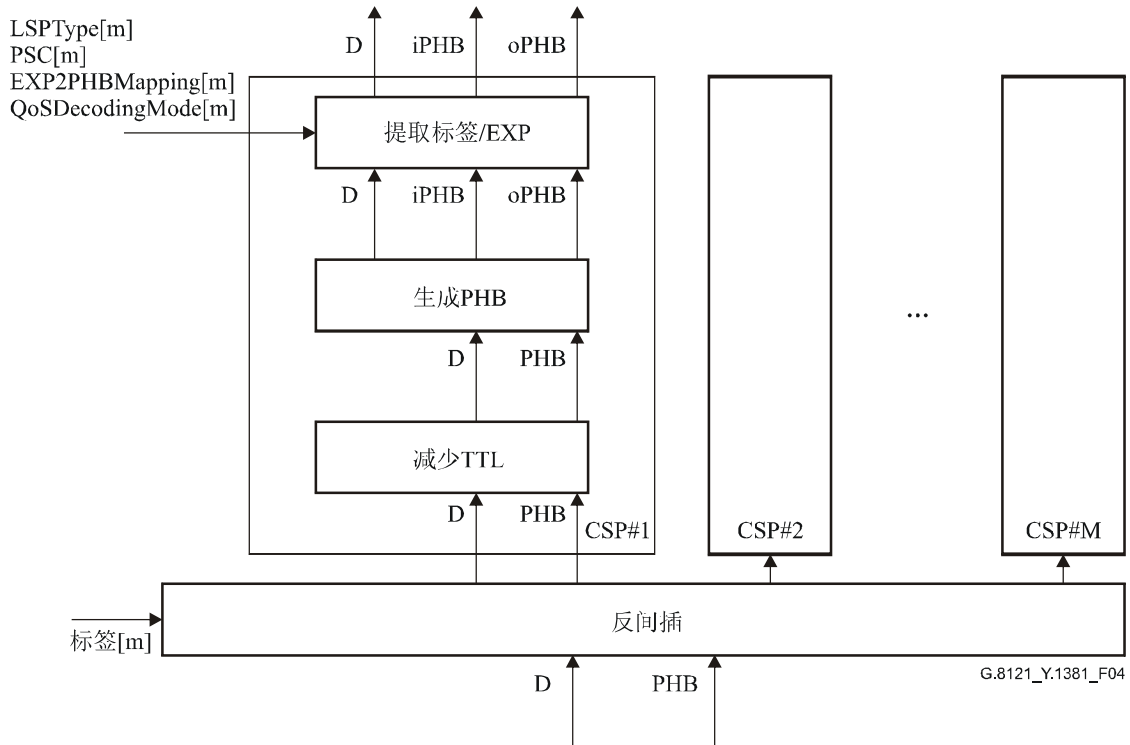 LSPType[m]
PSC[m]
EXP2PHBMapping[m]
QoSDecodingMode[m]
D iPHB oPHB
提取标签/EXP
D iPHB oPHB
生成PHB
D PHB
...
减少TTL
D PHB
CSP#1 CSP#2 CSP#M
反间插
标签[m]
G.8121_Y.1381_F04
D PHB